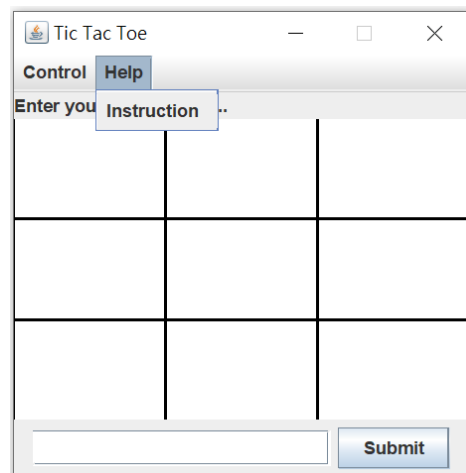 Tic Tac Toe
Control Help
Enter you ..
Instruction
Submit